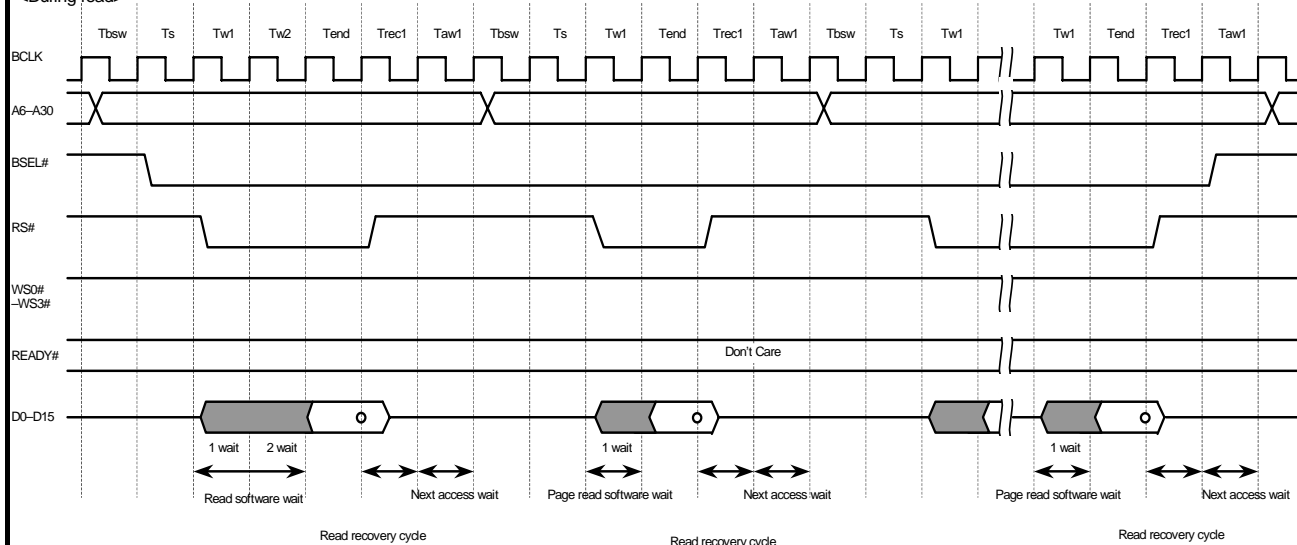 <During read>
Tbsw Ts Tw1 Tw2 Tend Trec1 Taw1 Tbsw Ts Tw1 Tend Trec1 Taw1 Tbsw Ts Tw1 Tw1 Tend Trec1 Taw1
BCLK
A6–A30
BSEL#
RS#
WS0#
–WS3#
READY#
Don't Care
D0–D15
1 wait 2 wait 1 wait 1 wait
Read software wait Next access wait Page read software wait Next access wait Page read software wait Next access wait
Read recovery cycle Read recovery cycle Read recovery cycle